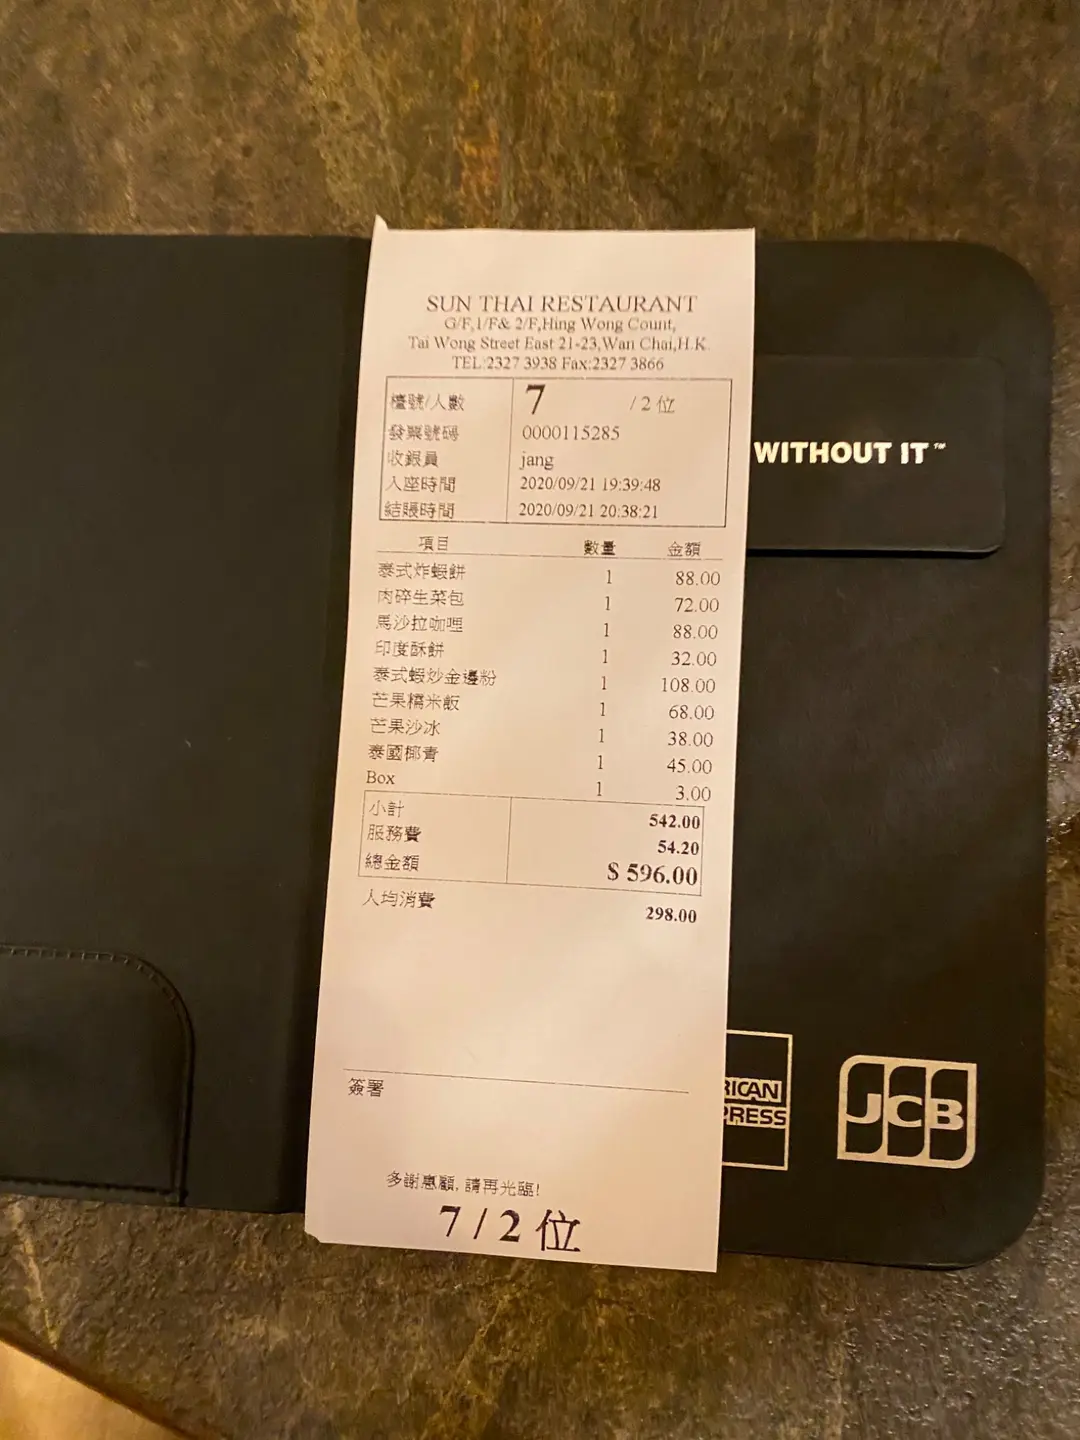 SUN THAI RESTAURANT
G/F,1/F& 2/F,Hing Wong Count,
Tai Wong Street East 21-23,Wan Chai,H.K.
TEL:2327 3938 Fax:2327 3866
檯號/人數 7 / 2 位
發票號碼 0000115285
收銀員 jang
入座時間 2020/09/21 19:39:48
結賬時間 2020/09/21 20:38:21
項目 數量 金額
泰式炸蝦餅 1 88.00
肉碎生菜包 1 72.00
馬沙拉咖哩 1 88.00
印度酥餅 1 32.00
泰式蝦炒金邊粉 1 108.00
芒果糯米飯 1 68.00
芒果沙冰 1 38.00
泰國椰青 1 45.00
Box 1 3.00
小計 542.00
服務費 54.20
總金額 $ 596.00
人均消費 298.00
簽署
多謝惠顧, 請再光臨!
7 / 2 位
WITHOUT IT™
RICAN
PRESS
JCB